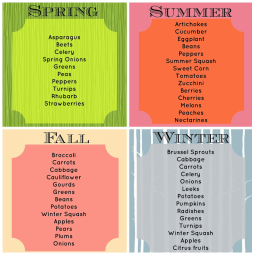 Spring
Asparagus
Beets
Celery
Spring Onions
Greens
Peas
Peppers
Turnips
Rhubarb
Strawberries
Summer
Artichokes
Cucumber
Eggplant
Beans
Peppers
Summer Squash
Sweet Corn
Tomatoes
Zucchini
Berries
Cherries
Melons
Peaches
Nectarines
Fall
Broccoli
Carrots
Cabbage
Cauliflower
Gourds
Greens
Beans
Potatoes
Winter Squash
Apples
Pears
Plums
Onions
Winter
Brussel Sprouts
Cabbage
Carrots
Celery
Onions
Leeks
Potatoes
Pumpkins
Radishes
Greens
Turnips
Winter Squash
Apples
Citrus fruits